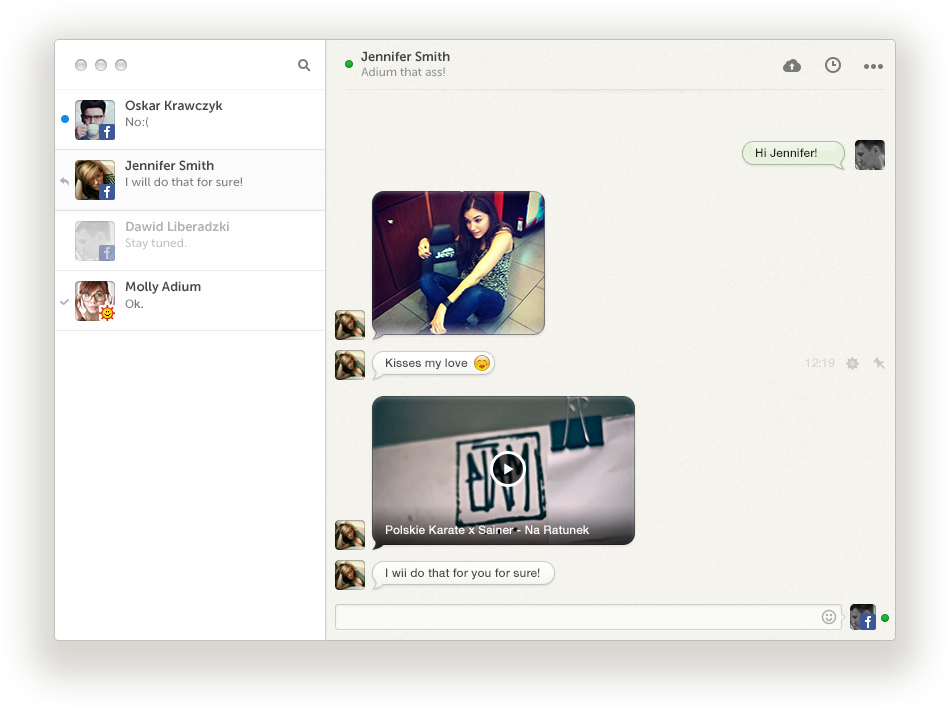 Jennifer Smith
Adium that ass!
Oskar Krawczyk
No:(
Jennifer Smith
I will do that for sure!
Dawid Liberadzki
Stay tuned.
Molly Adium
Ok.
Hi Jennifer!
Jeep
Kisses my love
12:19
Polskie Karate x Sainer - Na Ratunek
I wii do that for you for sure!